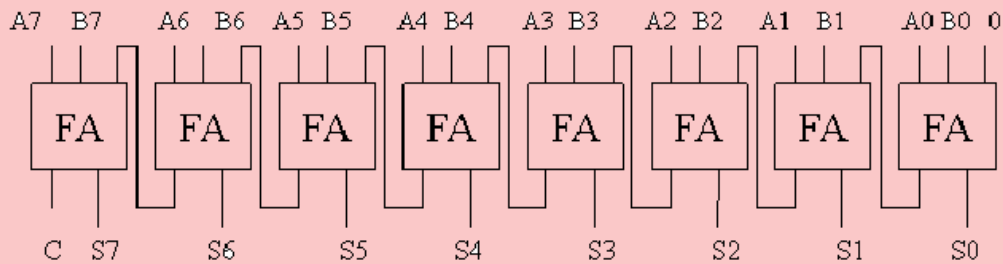 A7 B7 A6 B6 A5 B5 A4 B4 A3 B3 A2 B2 A1 B1 A0 B0 0
FA FA FA FA FA FA FA FA
C S7 S6 S5 S4 S3 S2 S1 S0